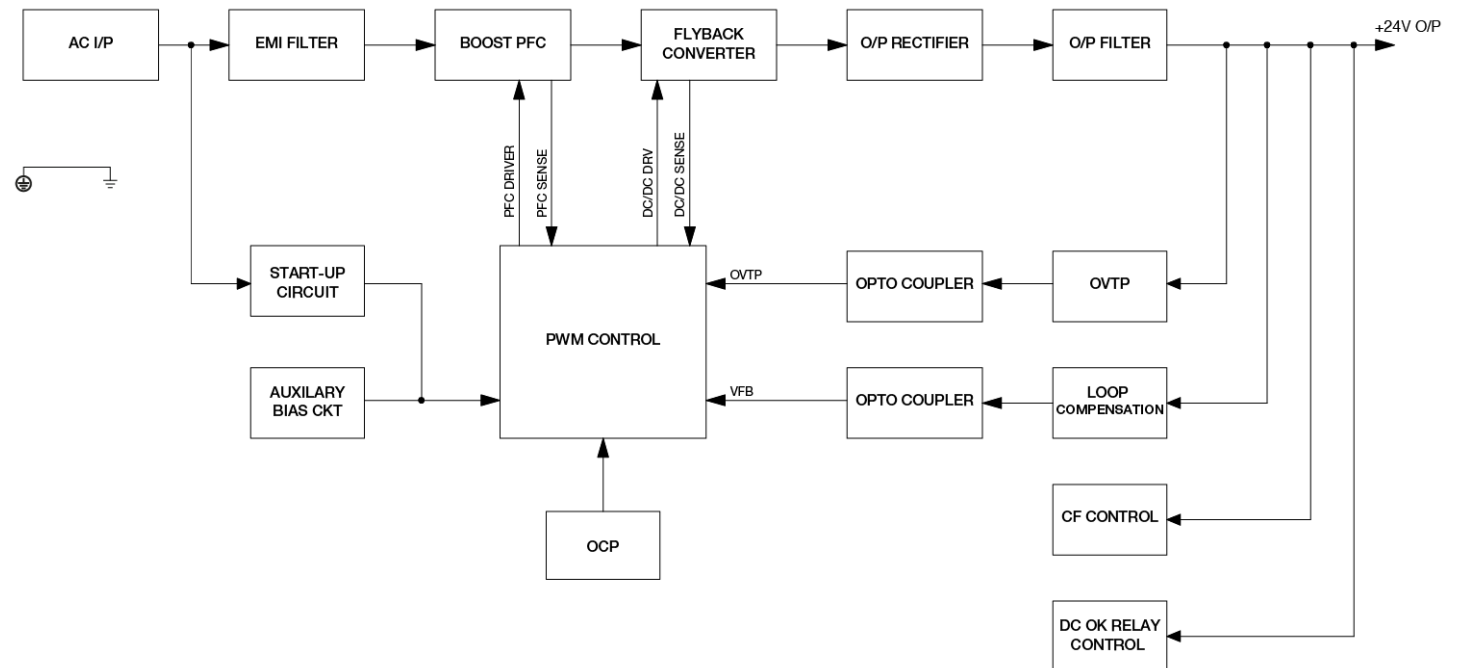 AC I/P
EMI FILTER
BOOST PFC
FLYBACK
CONVERTER
O/P RECTIFIER
O/P FILTER
+24V O/P
PFC DRIVER
PFC SENSE
DC/DC DRV
DC/DC SENSE
START-UP
CIRCUIT
PWM CONTROL
OVTP
OPTO COUPLER
OVTP
AUXILARY
BIAS CKT
VFB
OPTO COUPLER
LOOP
COMPENSATION
CF CONTROL
OCP
DC OK RELAY
CONTROL